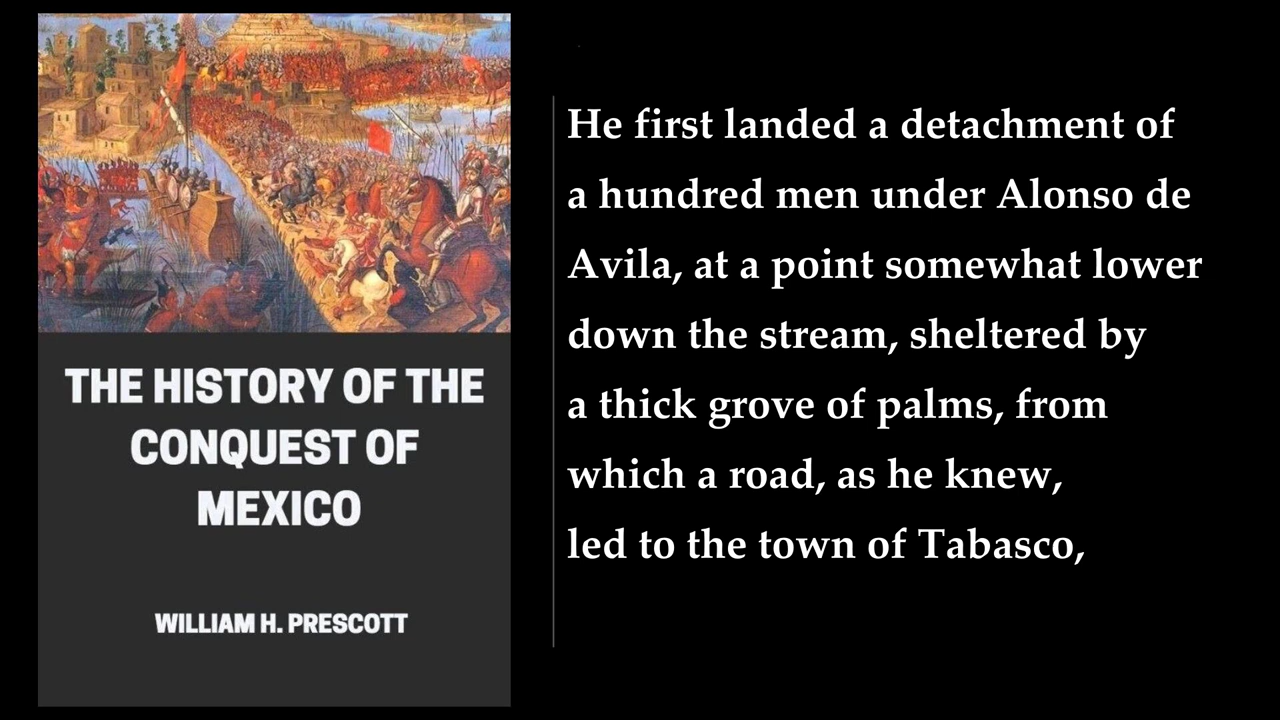 THE HISTORY OF THE
CONQUEST OF
MEXICO
WILLIAM H. PRESCOTT
He first landed a detachment of
a hundred men under Alonso de
Avila, at a point somewhat lower
down the stream, sheltered by
a thick grove of palms, from
which a road, as he knew,
led to the town of Tabasco,